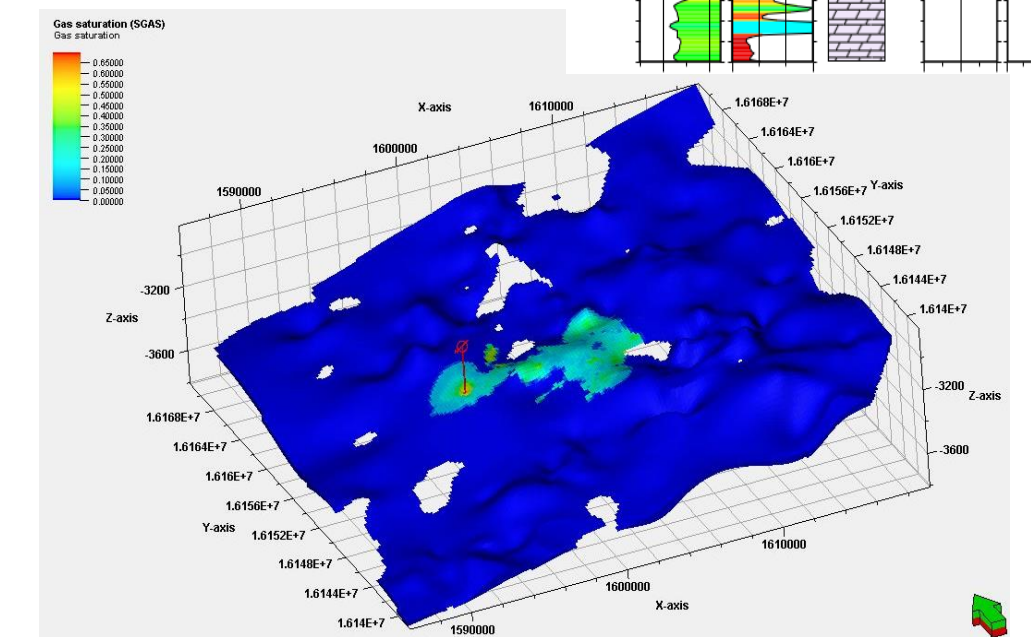 Gas saturation (SGAS)
Gas saturation
0.65000
0.60000
0.55000
0.50000
0.45000
0.40000
0.35000
0.30000
0.25000
0.20000
0.15000
0.10000
0.05000
0.00000
X-axis
1590000
1600000
1610000
1.6168E+7
1.6164E+7
1.616E+7
1.6156E+7
Y-axis
1.6152E+7
1.6148E+7
1.6144E+7
1.614E+7
-3200
Z-axis
-3600
-3200
Z-axis
-3600
1.6168E+7
1.6164E+7
1.616E+7
1.6156E+7
Y-axis
1.6152E+7
1.6148E+7
1.6144E+7
1.614E+7
1590000
1600000
X-axis
1610000